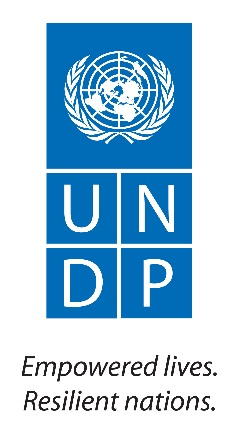 U N
D P
Empowered lives.
Resilient nations.